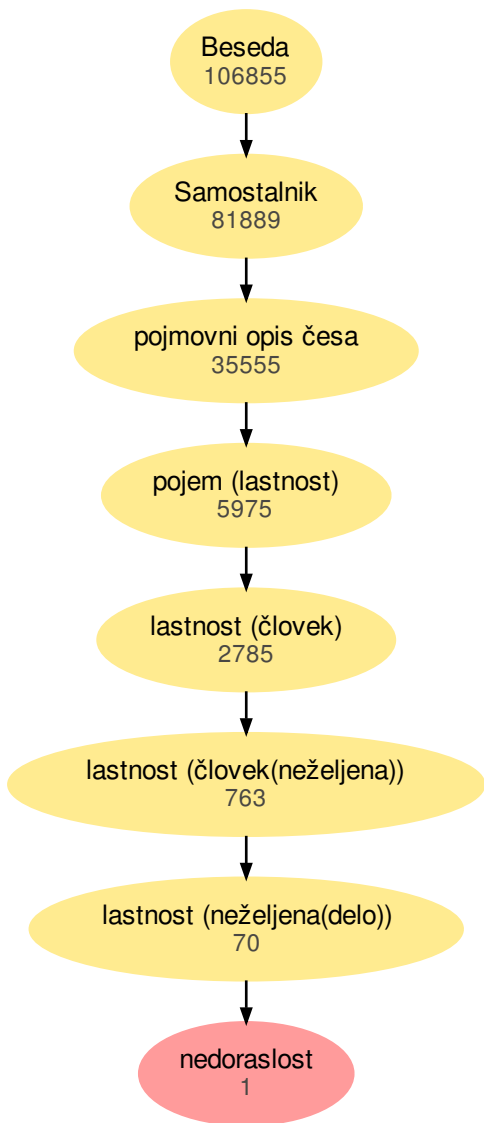 Beseda
106855
Samostalnik
81889
pojmovni opis česa
35555
pojem (lastnost)
5975
lastnost (človek)
2785
lastnost (človek(neželjena))
763
lastnost (neželjena(delo))
70
nedoraslost
1